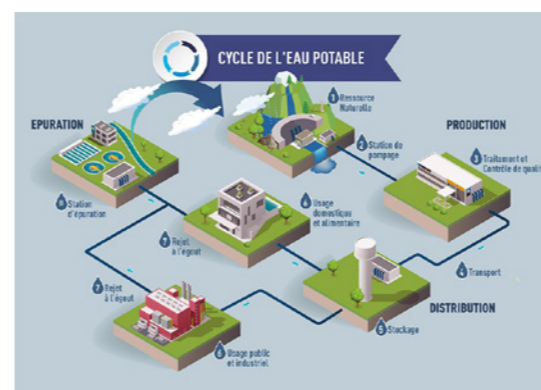 CYCLE DE L'EAU POTABLE
1 Ressource
Naturelle
EPURATION
PRODUCTION
2 Station de
pompage
3 Traitement et
Contrôle de qualit
8 Station
d'épuration
6 Usage
domestique
et alimentaire
7 Rejet
à l'égout
7 Rejet
à l'égout
4 Transport
DISTRIBUTION
5 Stockage
6 Usage public
et industriel